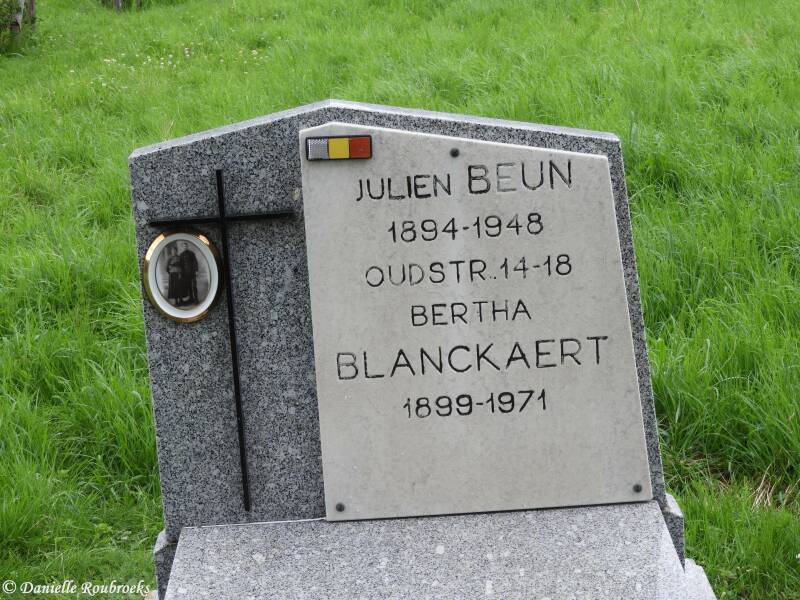 JULIEN BEUN
1894-1948
OUDSTR. 14-18
BERTHA
BLANCKAERT
1899-1971
© Danielle Roubroeks